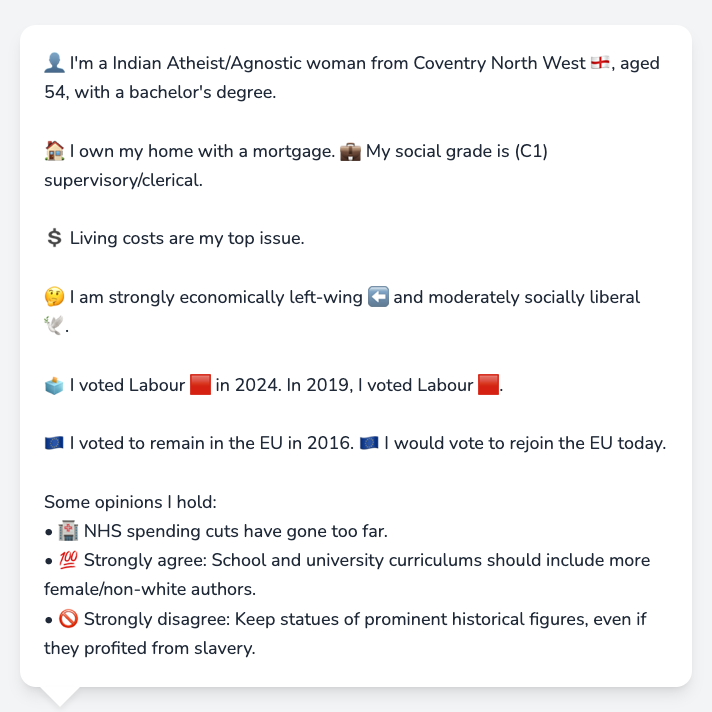 👤 I'm a Indian Atheist/Agnostic woman from Coventry North West 🏴󠁧󠁢󠁥󠁮󠁧󠁿, aged
54, with a bachelor's degree.
🏠 I own my home with a mortgage. 💼 My social grade is (C1)
supervisory/clerical.
💲 Living costs are my top issue.
🤔 I am strongly economically left-wing ⬅️ and moderately socially liberal
🕊️.
🗳️ I voted Labour 🟥 in 2024. In 2019, I voted Labour 🟥.
🇪🇺 I voted to remain in the EU in 2016. 🇪🇺 I would vote to rejoin the EU today.
Some opinions I hold:
• 🏥 NHS spending cuts have gone too far.
• 💯 Strongly agree: School and university curriculums should include more
female/non-white authors.
• 🚫 Strongly disagree: Keep statues of prominent historical figures, even if
they profited from slavery.